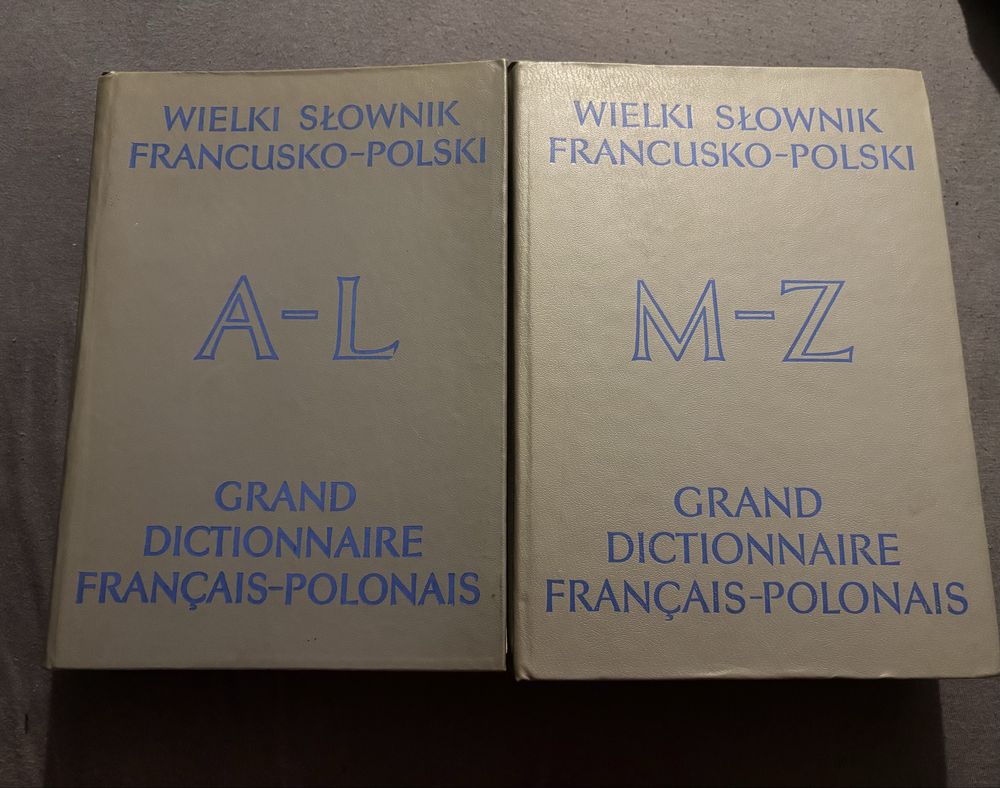 WIELKI SŁOWNIK
FRANCUSKO-POLSKI
A-L
GRAND
DICTIONNAIRE
FRANÇAIS-POLONAIS
WIELKI SŁOWNIK
FRANCUSKO-POLSKI
M-Z
GRAND
DICTIONNAIRE
FRANÇAIS-POLONAIS